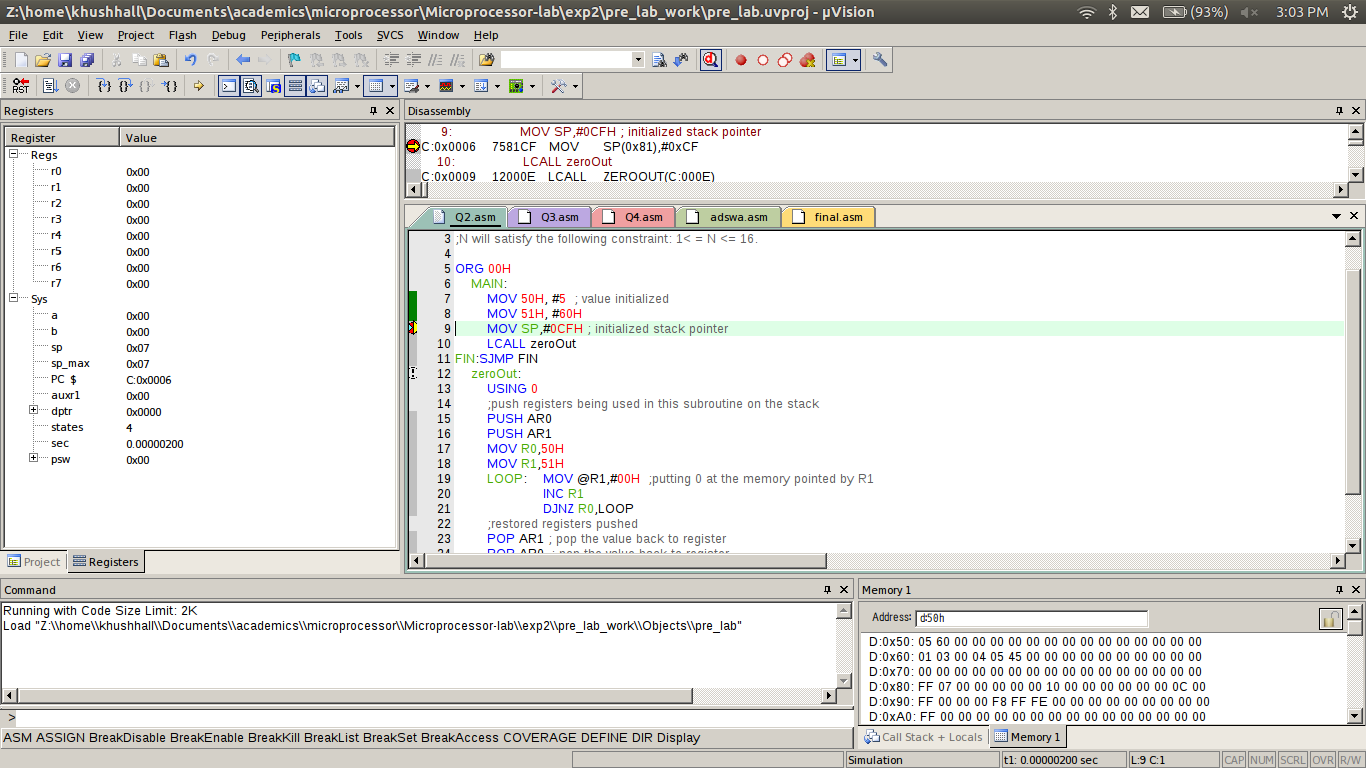 Z:\home\khushhall\Documents\academics\microprocessor\Microprocessor-lab\exp2\pre_lab_work\pre_lab.uvproj - µVision
(93%)
3:03 PM
File Edit View Project Flash Debug Peripherals Tools SVCS Window Help
RST
Registers
Register Value
Regs
r0 0x00
r1 0x00
r2 0x00
r3 0x00
r4 0x00
r5 0x00
r6 0x00
r7 0x00
Sys
a 0x00
b 0x00
sp 0x07
sp_max 0x07
PC $ C:0x0006
auxr1 0x00
dptr 0x0000
states 4
sec 0.00000200
psw 0x00
Project Registers
Disassembly
9: MOV SP,#0CFH ; initialized stack pointer
C:0x0006 7581CF MOV SP(0x81),#0xCF
10: LCALL zeroOut
C:0x0009 12000E LCALL ZEROOUT(C:000E)
Q2.asm Q3.asm Q4.asm adswa.asm final.asm
3 ;N will satisfy the following constraint: 1< = N <= 16.
4
5 ORG 00H
6 MAIN:
7 MOV 50H, #5 ; value initialized
8 MOV 51H, #60H
9 MOV SP,#0CFH ; initialized stack pointer
10 LCALL zeroOut
11 FIN:SJMP FIN
12 zeroOut:
13 USING 0
14 ;push registers being used in this subroutine on the stack
15 PUSH AR0
16 PUSH AR1
17 MOV R0,50H
18 MOV R1,51H
19 LOOP: MOV @R1,#00H ;putting 0 at the memory pointed by R1
20 INC R1
21 DJNZ R0,LOOP
22 ;restored registers pushed
23 POP AR1 ; pop the value back to register
24 POP AR0 ; pop the value back to register
Command
Running with Code Size Limit: 2K
Load "Z:\\home\\khushhall\\Documents\\academics\\microprocessor\\Microprocessor-lab\\exp2\\pre_lab_work\\Objects\\pre_lab"
>
ASM ASSIGN BreakDisable BreakEnable BreakKill BreakList BreakSet BreakAccess COVERAGE DEFINE DIR Display
Memory 1
Address: d:50h
D:0x50: 05 60 00 00 00 00 00 00 00 00 00 00 00 00 00 00
D:0x60: 01 03 00 04 05 45 00 00 00 00 00 00 00 00 00 00
D:0x70: 00 00 00 00 00 00 00 00 00 00 00 00 00 00 00 00
D:0x80: FF 07 00 00 00 00 00 10 00 00 00 00 00 00 0C 00
D:0x90: FF 00 00 00 F8 FF FE 00 00 00 00 00 00 00 00 00
D:0xA0: FF 00 00 00 00 00 00 00 00 00 00 00 00 00 00 00
Call Stack + Locals Memory 1
Simulation t1: 0.00000200 sec L:9 C:1 CAP NUM SCRL OVR R/W